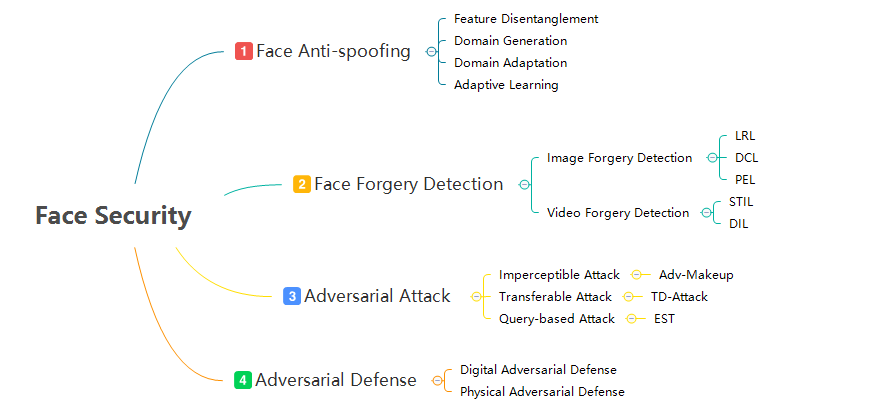 Face Security
1 Face Anti-spoofing
Feature Disentanglement
Domain Generation
Domain Adaptation
Adaptive Learning
2 Face Forgery Detection
Image Forgery Detection
LRL
DCL
PEL
Video Forgery Detection
STIL
DIL
3 Adversarial Attack
Imperceptible Attack
Adv-Makeup
Transferable Attack
TD-Attack
Query-based Attack
EST
4 Adversarial Defense
Digital Adversarial Defense
Physical Adversarial Defense